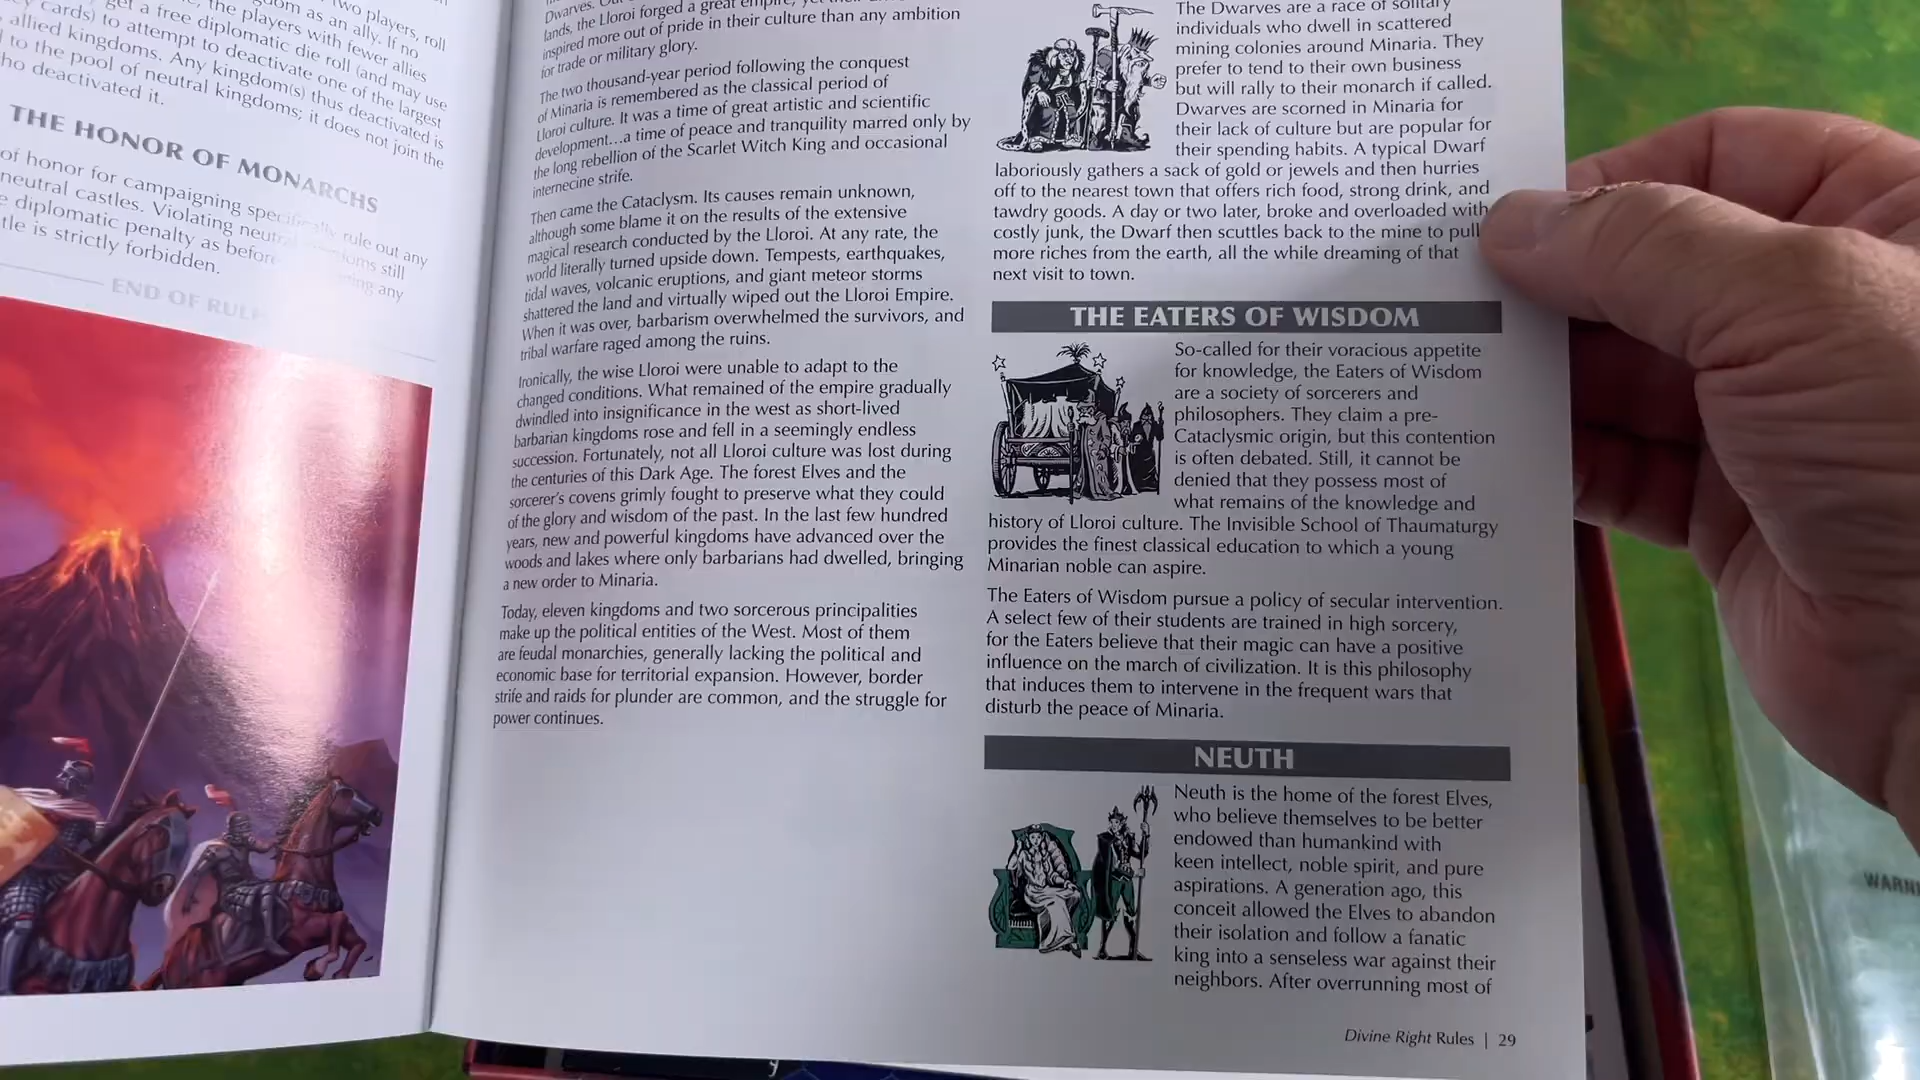 two players, roll
as an ally. If no
get a free diplomatic die roll (and may use
the players with fewer allies
cards) to attempt to deactivate one of the largest
allied kingdoms. Any kingdom(s) thus deactivated is
to the pool of neutral kingdoms; it does not join the
who deactivated it.
THE HONOR OF MONARCHS
of honor for campaigning specifically rule out any
neutral castles. Violating neutral still
diplomatic penalty as before any
is strictly forbidden.
END OF RULES
Dwarves.
lands, the Lloroi forged a great empire, yet their
inspired more out of pride in their culture than any ambition
for trade or military glory.
The two thousand-year period following the conquest
of Minaria is remembered as the classical period of
Lloroi culture. It was a time of great artistic and scientific
development...a time of peace and tranquility marred only by
the long rebellion of the Scarlet Witch King and occasional
internecine strife.
Then came the Cataclysm. Its causes remain unknown,
although some blame it on the results of the extensive
magical research conducted by the Lloroi. At any rate, the
world literally turned upside down. Tempests, earthquakes,
tidal waves, volcanic eruptions, and giant meteor storms
shattered the land and virtually wiped out the Lloroi Empire.
When it was over, barbarism overwhelmed the survivors, and
tribal warfare raged among the ruins.
Ironically, the wise Lloroi were unable to adapt to the
changed conditions. What remained of the empire gradually
dwindled into insignificance in the west as short-lived
barbarian kingdoms rose and fell in a seemingly endless
succession. Fortunately, not all Lloroi culture was lost during
the centuries of this Dark Age. The forest Elves and the
sorcerer's covens grimly fought to preserve what they could
of the glory and wisdom of the past. In the last few hundred
years, new and powerful kingdoms have advanced over the
woods and lakes where only barbarians had dwelled, bringing
a new order to Minaria.
Today, eleven kingdoms and two sorcerous principalities
make up the political entities of the West. Most of them
are feudal monarchies, generally lacking the political and
economic base for territorial expansion. However, border
strife and raids for plunder are common, and the struggle for
power continues.
The Dwarves are a race of solitary
individuals who dwell in scattered
mining colonies around Minaria. They
prefer to tend to their own business
but will rally to their monarch if called.
Dwarves are scorned in Minaria for
their lack of culture but are popular for
their spending habits. A typical Dwarf
laboriously gathers a sack of gold or jewels and then hurries
off to the nearest town that offers rich food, strong drink, and
tawdry goods. A day or two later, broke and overloaded with
costly junk, the Dwarf then scuttles back to the mine to pull
more riches from the earth, all the while dreaming of that
next visit to town.
THE EATERS OF WISDOM
So-called for their voracious appetite
for knowledge, the Eaters of Wisdom
are a society of sorcerers and
philosophers. They claim a pre-
Cataclysmic origin, but this contention
is often debated. Still, it cannot be
denied that they possess most of
what remains of the knowledge and
history of Lloroi culture. The Invisible School of Thaumaturgy
provides the finest classical education to which a young
Minarian noble can aspire.
The Eaters of Wisdom pursue a policy of secular intervention.
A select few of their students are trained in high sorcery,
for the Eaters believe that their magic can have a positive
influence on the march of civilization. It is this philosophy
that induces them to intervene in the frequent wars that
disturb the peace of Minaria.
NEUTH
Neuth is the home of the forest Elves,
who believe themselves to be better
endowed than humankind with
keen intellect, noble spirit, and pure
aspirations. A generation ago, this
conceit allowed the Elves to abandon
their isolation and follow a fanatic
king into a senseless war against their
neighbors. After overrunning most of
Divine Right Rules | 29